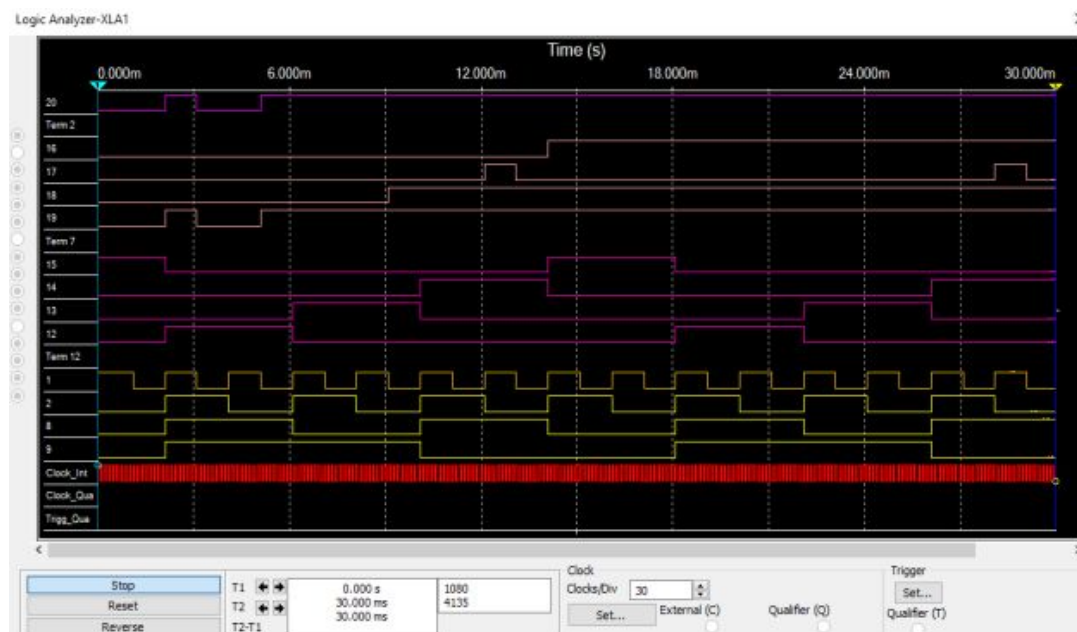 Logic Analyzer-XLA1
Time (s)
0.000m 6.000m 12.000m 18.000m 24.000m 30.000m
20
Term 2
16
17
18
19
Term 7
15
14
13
12
Term 12
1
2
8
9
Clock_Int
Clock_Qua
Trigg_Qua
Stop
Reset
Reverse
T1
T2
T2-T1
0.000 s
30.000 ms
30.000 ms
1080
4135
Clock
Clocks/Div 30
Set... External (C) Qualifier (Q)
Trigger
Set...
Qualifier (T)